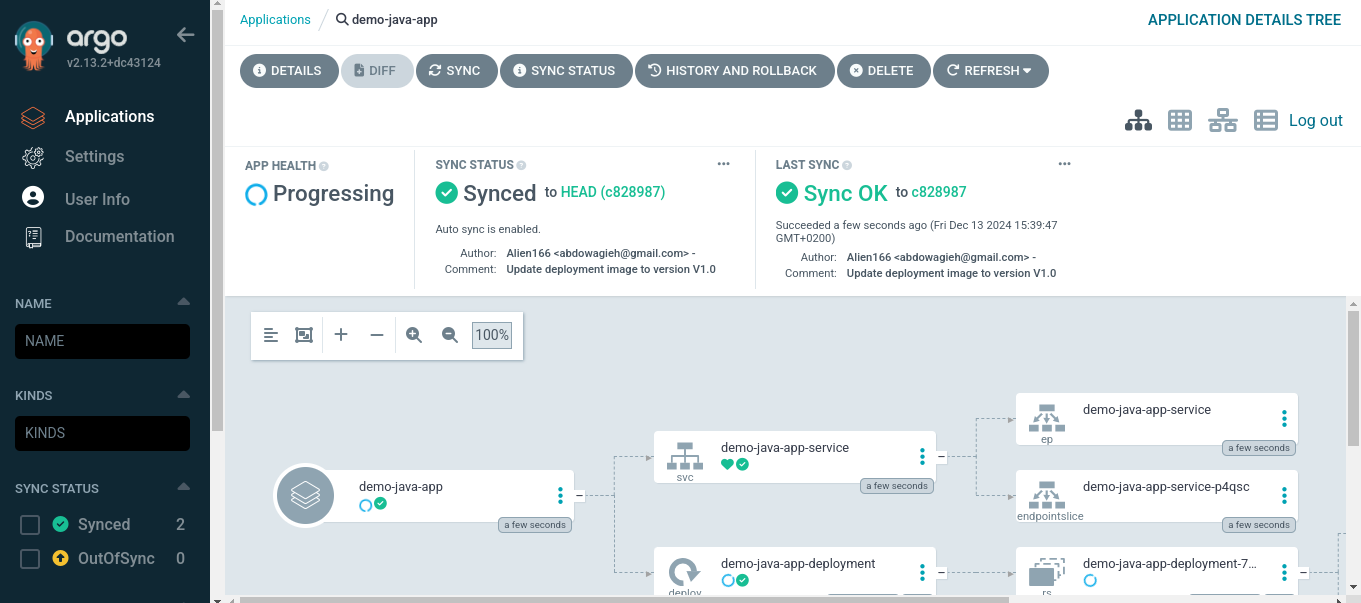 argo
v2.13.2+dc43124
Applications
Settings
User Info
Documentation
NAME
NAME
KINDS
KINDS
SYNC STATUS
Synced 2
OutOfSync 0
Applications / demo-java-app
APPLICATION DETAILS TREE
DETAILS DIFF SYNC SYNC STATUS HISTORY AND ROLLBACK DELETE REFRESH
Log out
APP HEALTH
Progressing
SYNC STATUS
Synced to HEAD (c828987)
Auto sync is enabled.
Author: Alien166 <abdowagieh@gmail.com> -
Comment: Update deployment image to version V1.0
LAST SYNC
Sync OK to c828987
Succeeded a few seconds ago (Fri Dec 13 2024 15:39:47
GMT+0200)
Author: Alien166 <abdowagieh@gmail.com> -
Comment: Update deployment image to version V1.0
100%
demo-java-app
a few seconds
demo-java-app-service
svc
a few seconds
demo-java-app-deployment
deploy
demo-java-app-service
ep
a few seconds
demo-java-app-service-p4qsc
endpointslice
a few seconds
demo-java-app-deployment-7...
rs